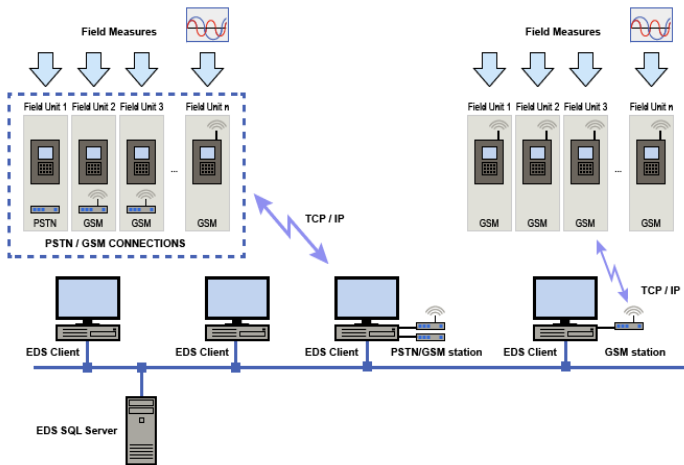 Field Measures
Field Measures
Field Unit 1
Field Unit 2
Field Unit 3
Field Unit n
Field Unit 1
Field Unit 2
Field Unit 3
Field Unit n
...
...
PSTN
GSM
GSM
GSM
GSM
GSM
GSM
GSM
PSTN / GSM CONNECTIONS
TCP / IP
TCP / IP
EDS Client
EDS Client
EDS Client
PSTN/GSM station
EDS Client
GSM station
EDS SQL Server